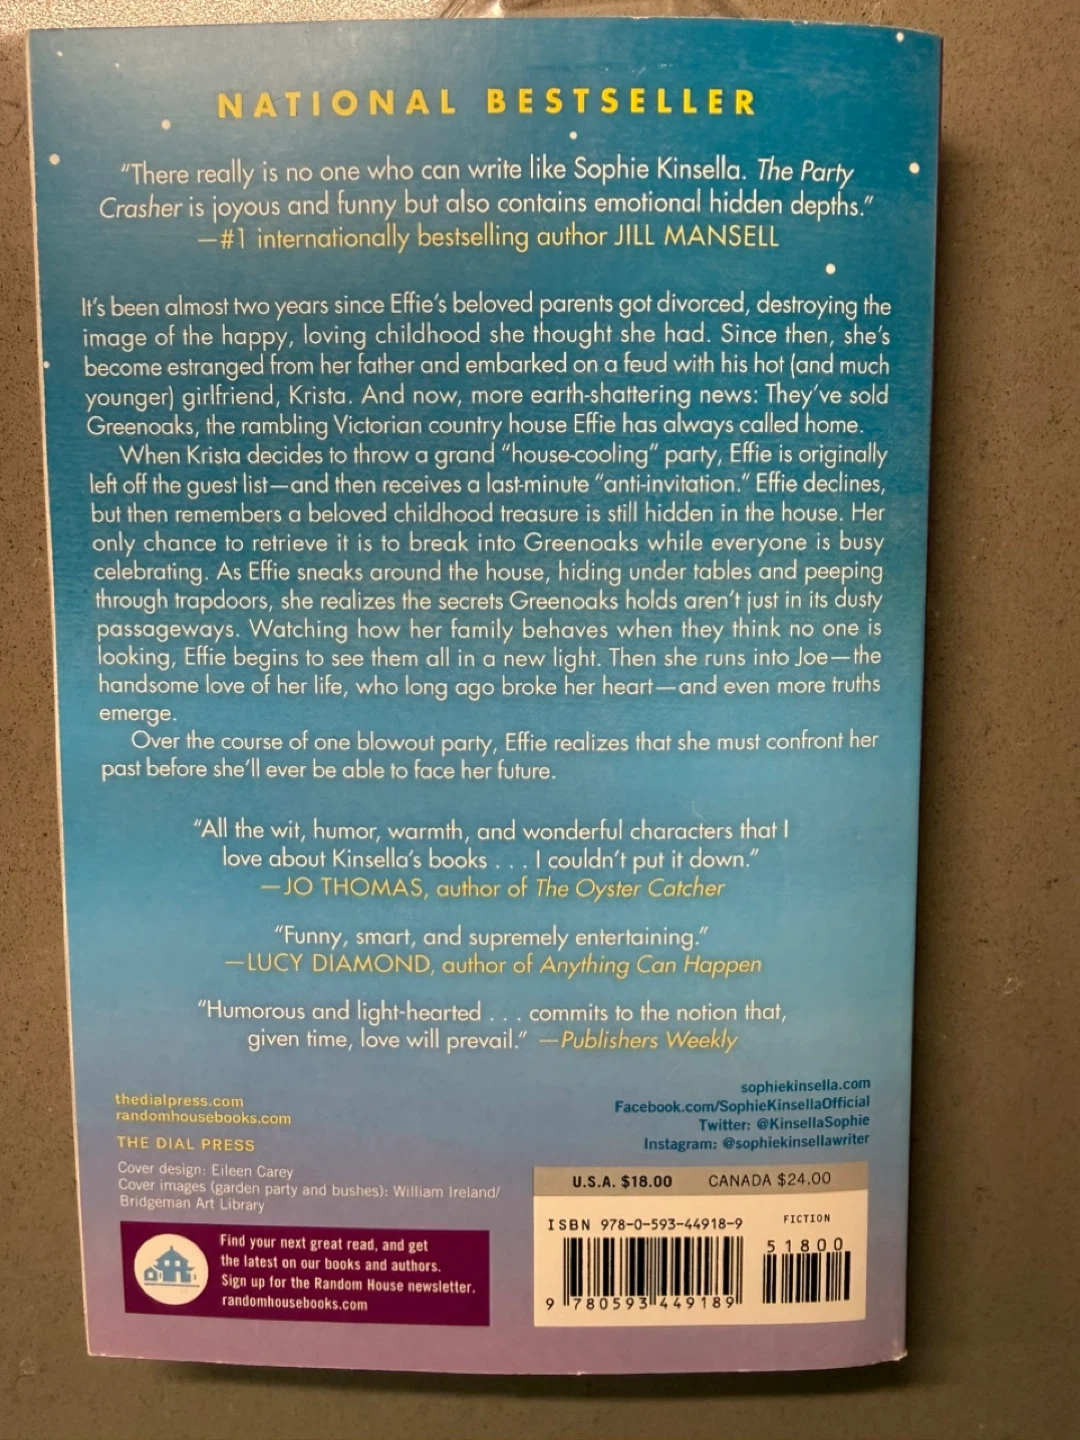 NATIONAL BESTSELLER
“There really is no one who can write like Sophie Kinsella. The Party
Crasher is joyous and funny but also contains emotional hidden depths.”
—#1 internationally bestselling author JILL MANSELL
It’s been almost two years since Effie’s beloved parents got divorced, destroying the
image of the happy, loving childhood she thought she had. Since then, she’s
become estranged from her father and embarked on a feud with his hot (and much
younger) girlfriend, Krista. And now, more earth-shattering news: They’ve sold
Greenoaks, the rambling Victorian country house Effie has always called home.
When Krista decides to throw a grand “house-cooling” party, Effie is originally
left off the guest list—and then receives a last-minute “anti-invitation.” Effie declines,
but then remembers a beloved childhood treasure is still hidden in the house. Her
only chance to retrieve it is to break into Greenoaks while everyone is busy
celebrating. As Effie sneaks around the house, hiding under tables and peeping
through trapdoors, she realizes the secrets Greenoaks holds aren’t just in its dusty
passageways. Watching how her family behaves when they think no one is
looking, Effie begins to see them all in a new light. Then she runs into Joe—the
handsome love of her life, who long ago broke her heart—and even more truths
emerge.
Over the course of one blowout party, Effie realizes that she must confront her
past before she’ll ever be able to face her future.
“All the wit, humor, warmth, and wonderful characters that I
love about Kinsella’s books . . . I couldn’t put it down.”
—JO THOMAS, author of The Oyster Catcher
“Funny, smart, and supremely entertaining.”
—LUCY DIAMOND, author of Anything Can Happen
“Humorous and light-hearted . . . commits to the notion that,
given time, love will prevail.” —Publishers Weekly
thedialpress.com
randomhousebooks.com
THE DIAL PRESS
Cover design: Eileen Carey
Cover images (garden party and bushes): William Ireland/
Bridgeman Art Library
Find your next great read, and get
the latest on our books and authors.
Sign up for the Random House newsletter.
randomhousebooks.com
sophiekinsella.com
Facebook.com/SophieKinsellaOfficial
Twitter: @KinsellaSophie
Instagram: @sophiekinsellawriter
U.S.A. $18.00 CANADA $24.00
ISBN 978-0-593-44918-9
FICTION
51800
9 780593 449189